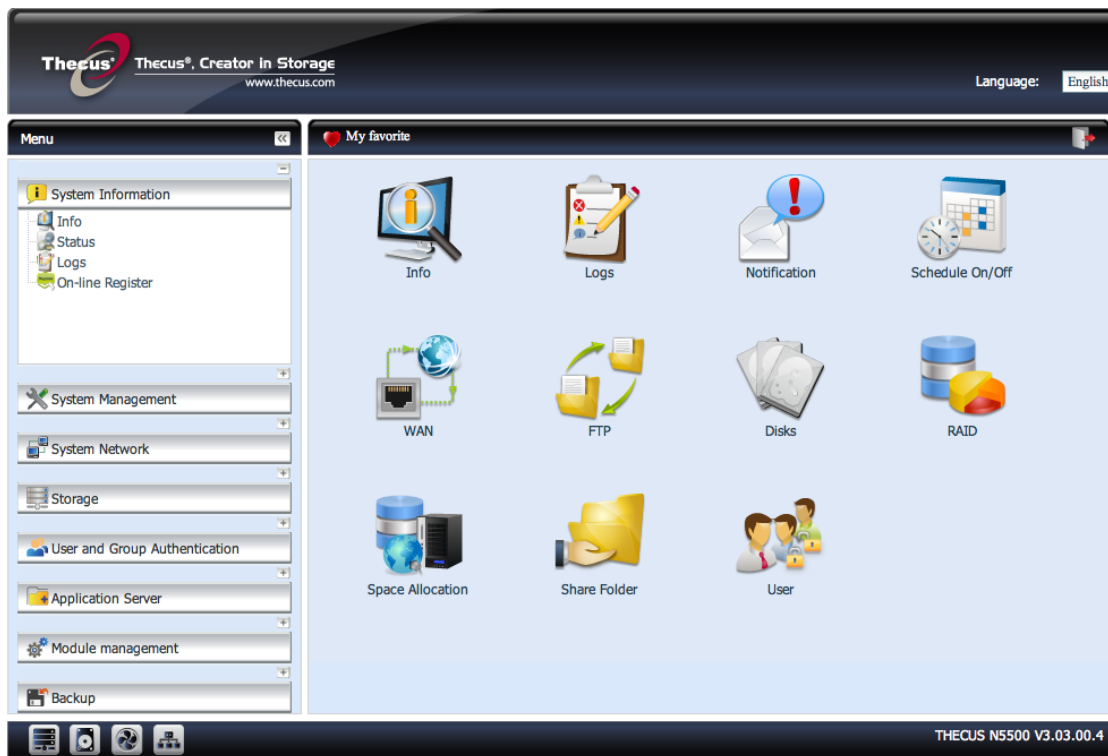 Thecus®
Thecus®, Creator in Storage
www.thecus.com
Language: English
Menu
My favorite
System Information
Info
Status
Logs
On-line Register
System Management
System Network
Storage
User and Group Authentication
Application Server
Module management
Backup
Info Logs Notification Schedule On/Off
WAN FTP Disks RAID
Space Allocation Share Folder User
THECUS N5500 V3.03.00.4